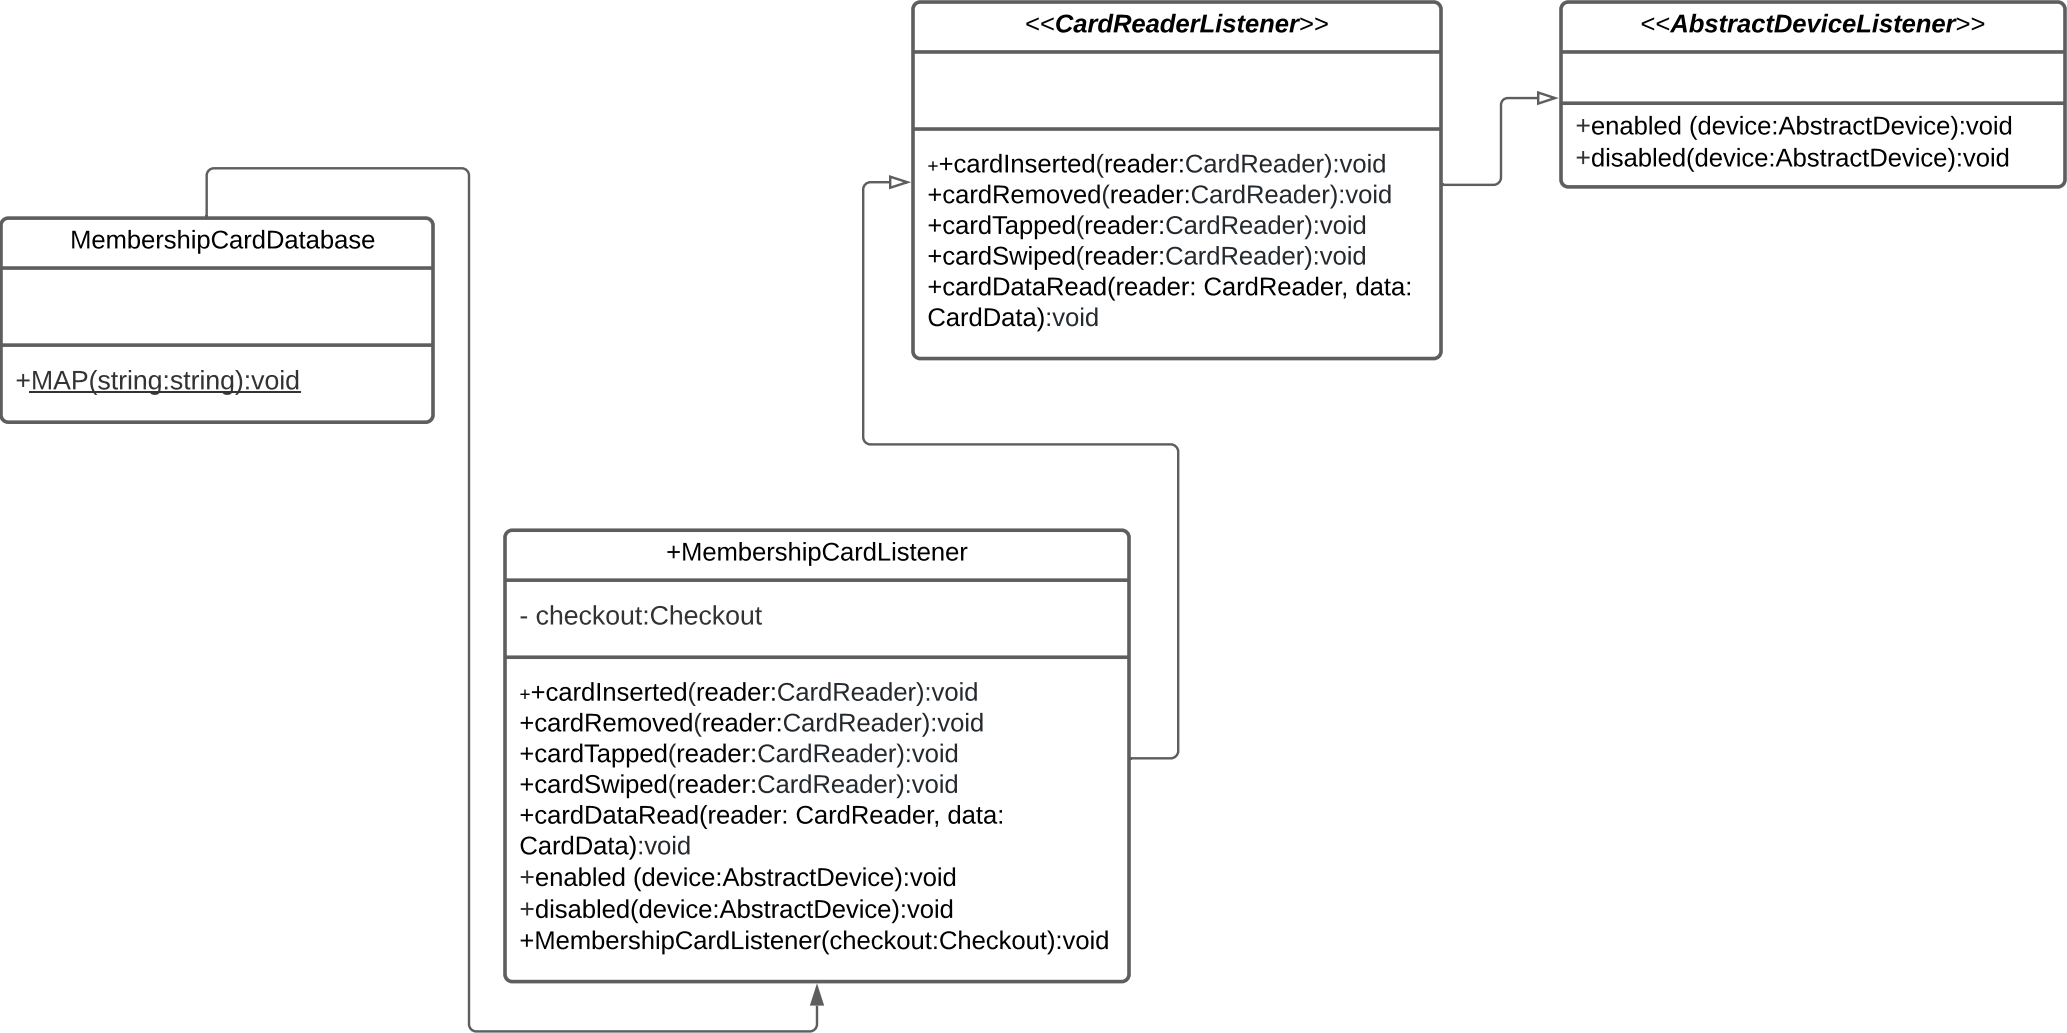 <<CardReaderListener>>
++cardInserted(reader:CardReader):void
+cardRemoved(reader:CardReader):void
+cardTapped(reader:CardReader):void
+cardSwiped(reader:CardReader):void
+cardDataRead(reader: CardReader, data:
CardData):void
<<AbstractDeviceListener>>
+enabled (device:AbstractDevice):void
+disabled(device:AbstractDevice):void
MembershipCardDatabase
+MAP(string:string):void
+MembershipCardListener
- checkout:Checkout
++cardInserted(reader:CardReader):void
+cardRemoved(reader:CardReader):void
+cardTapped(reader:CardReader):void
+cardSwiped(reader:CardReader):void
+cardDataRead(reader: CardReader, data:
CardData):void
+enabled (device:AbstractDevice):void
+disabled(device:AbstractDevice):void
+MembershipCardListener(checkout:Checkout):void